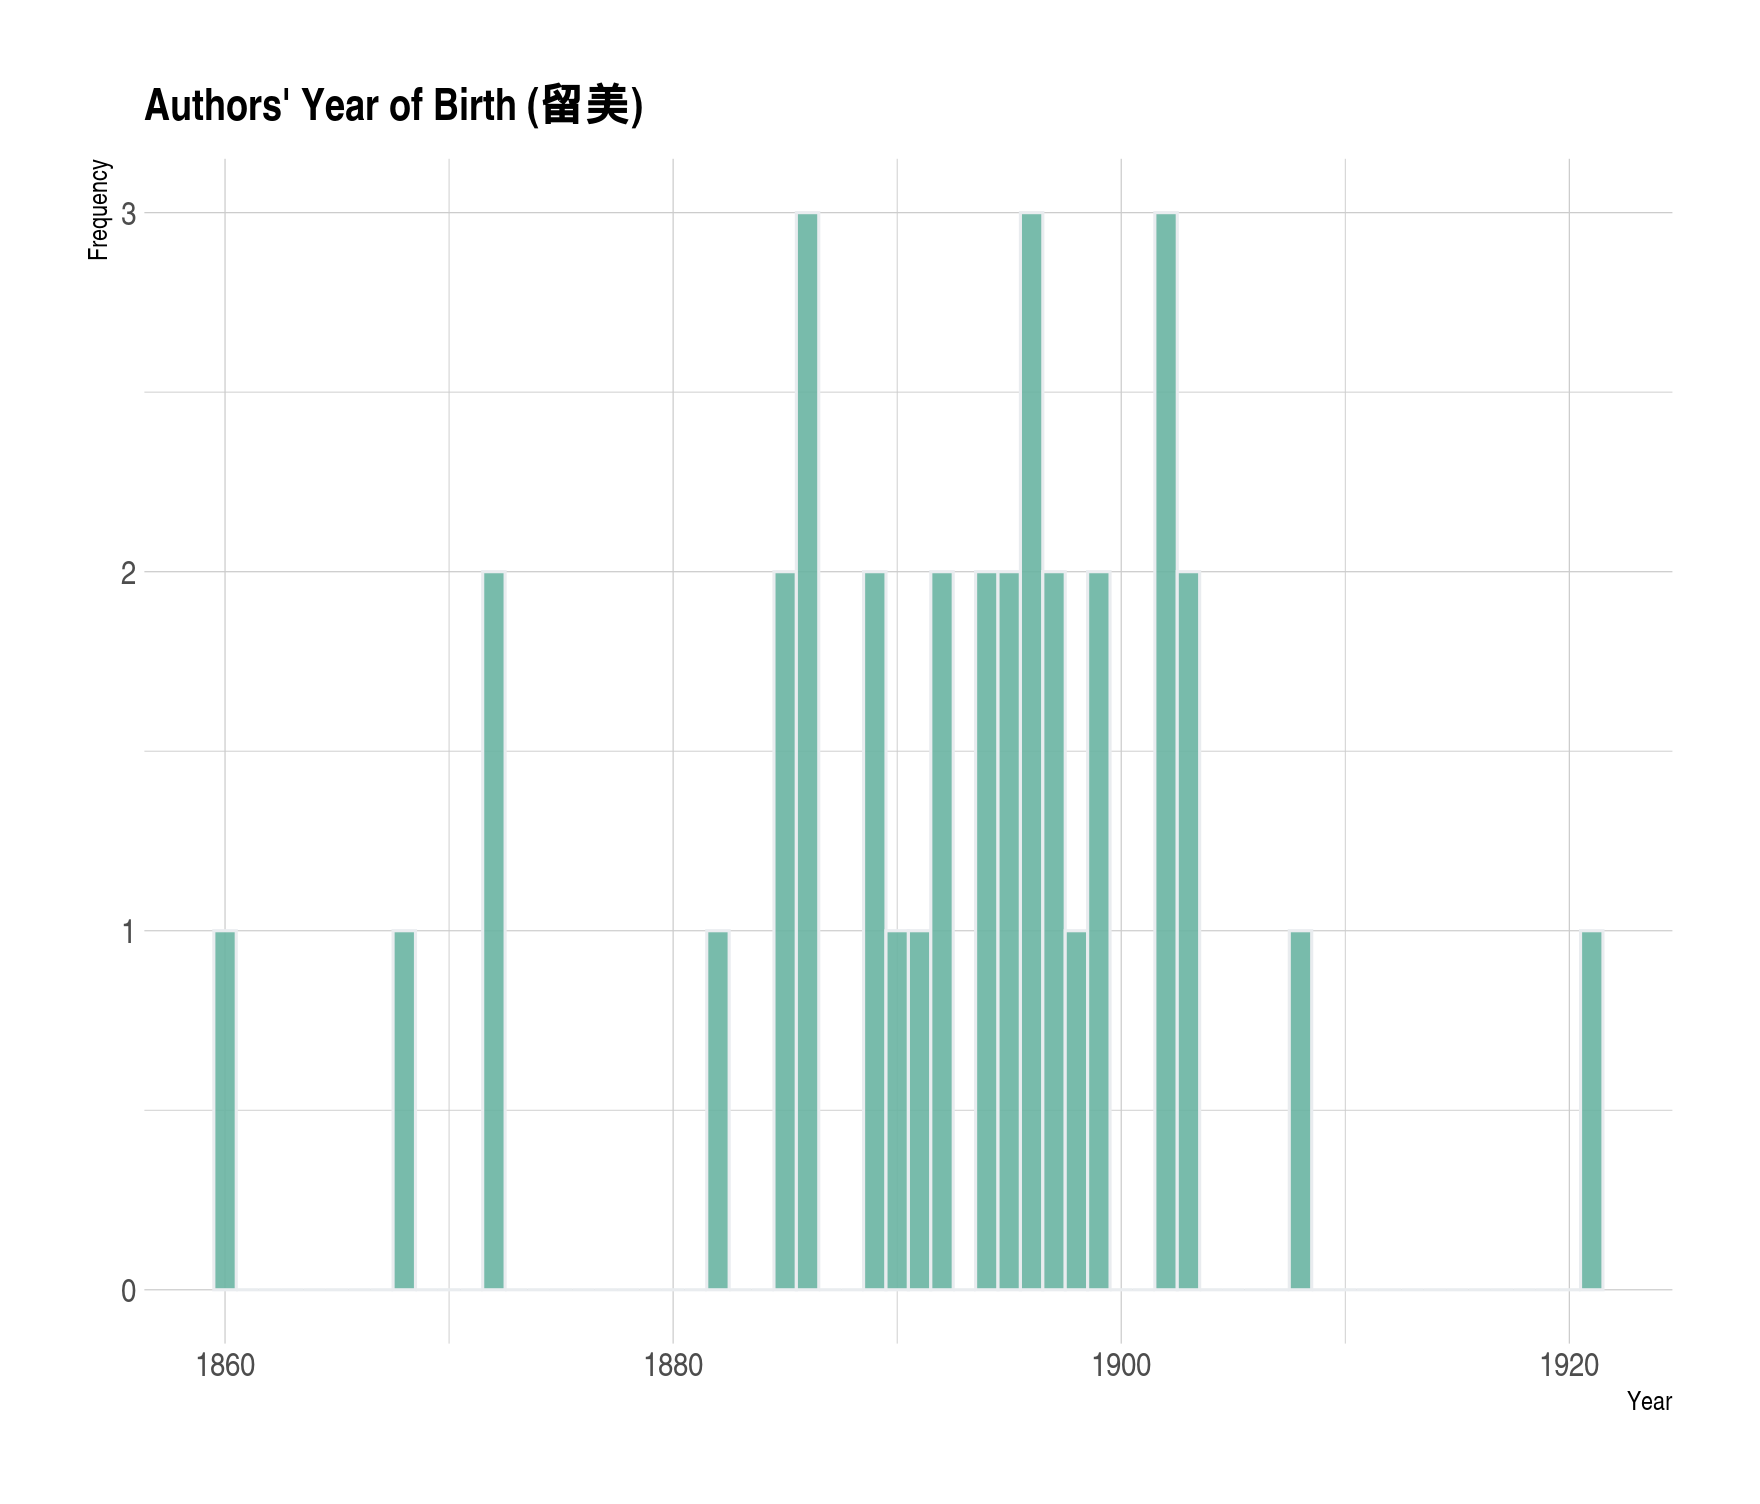 Authors' Year of Birth (留美)
Frequency
3
2
1
0
1860 1880 1900 1920
Year